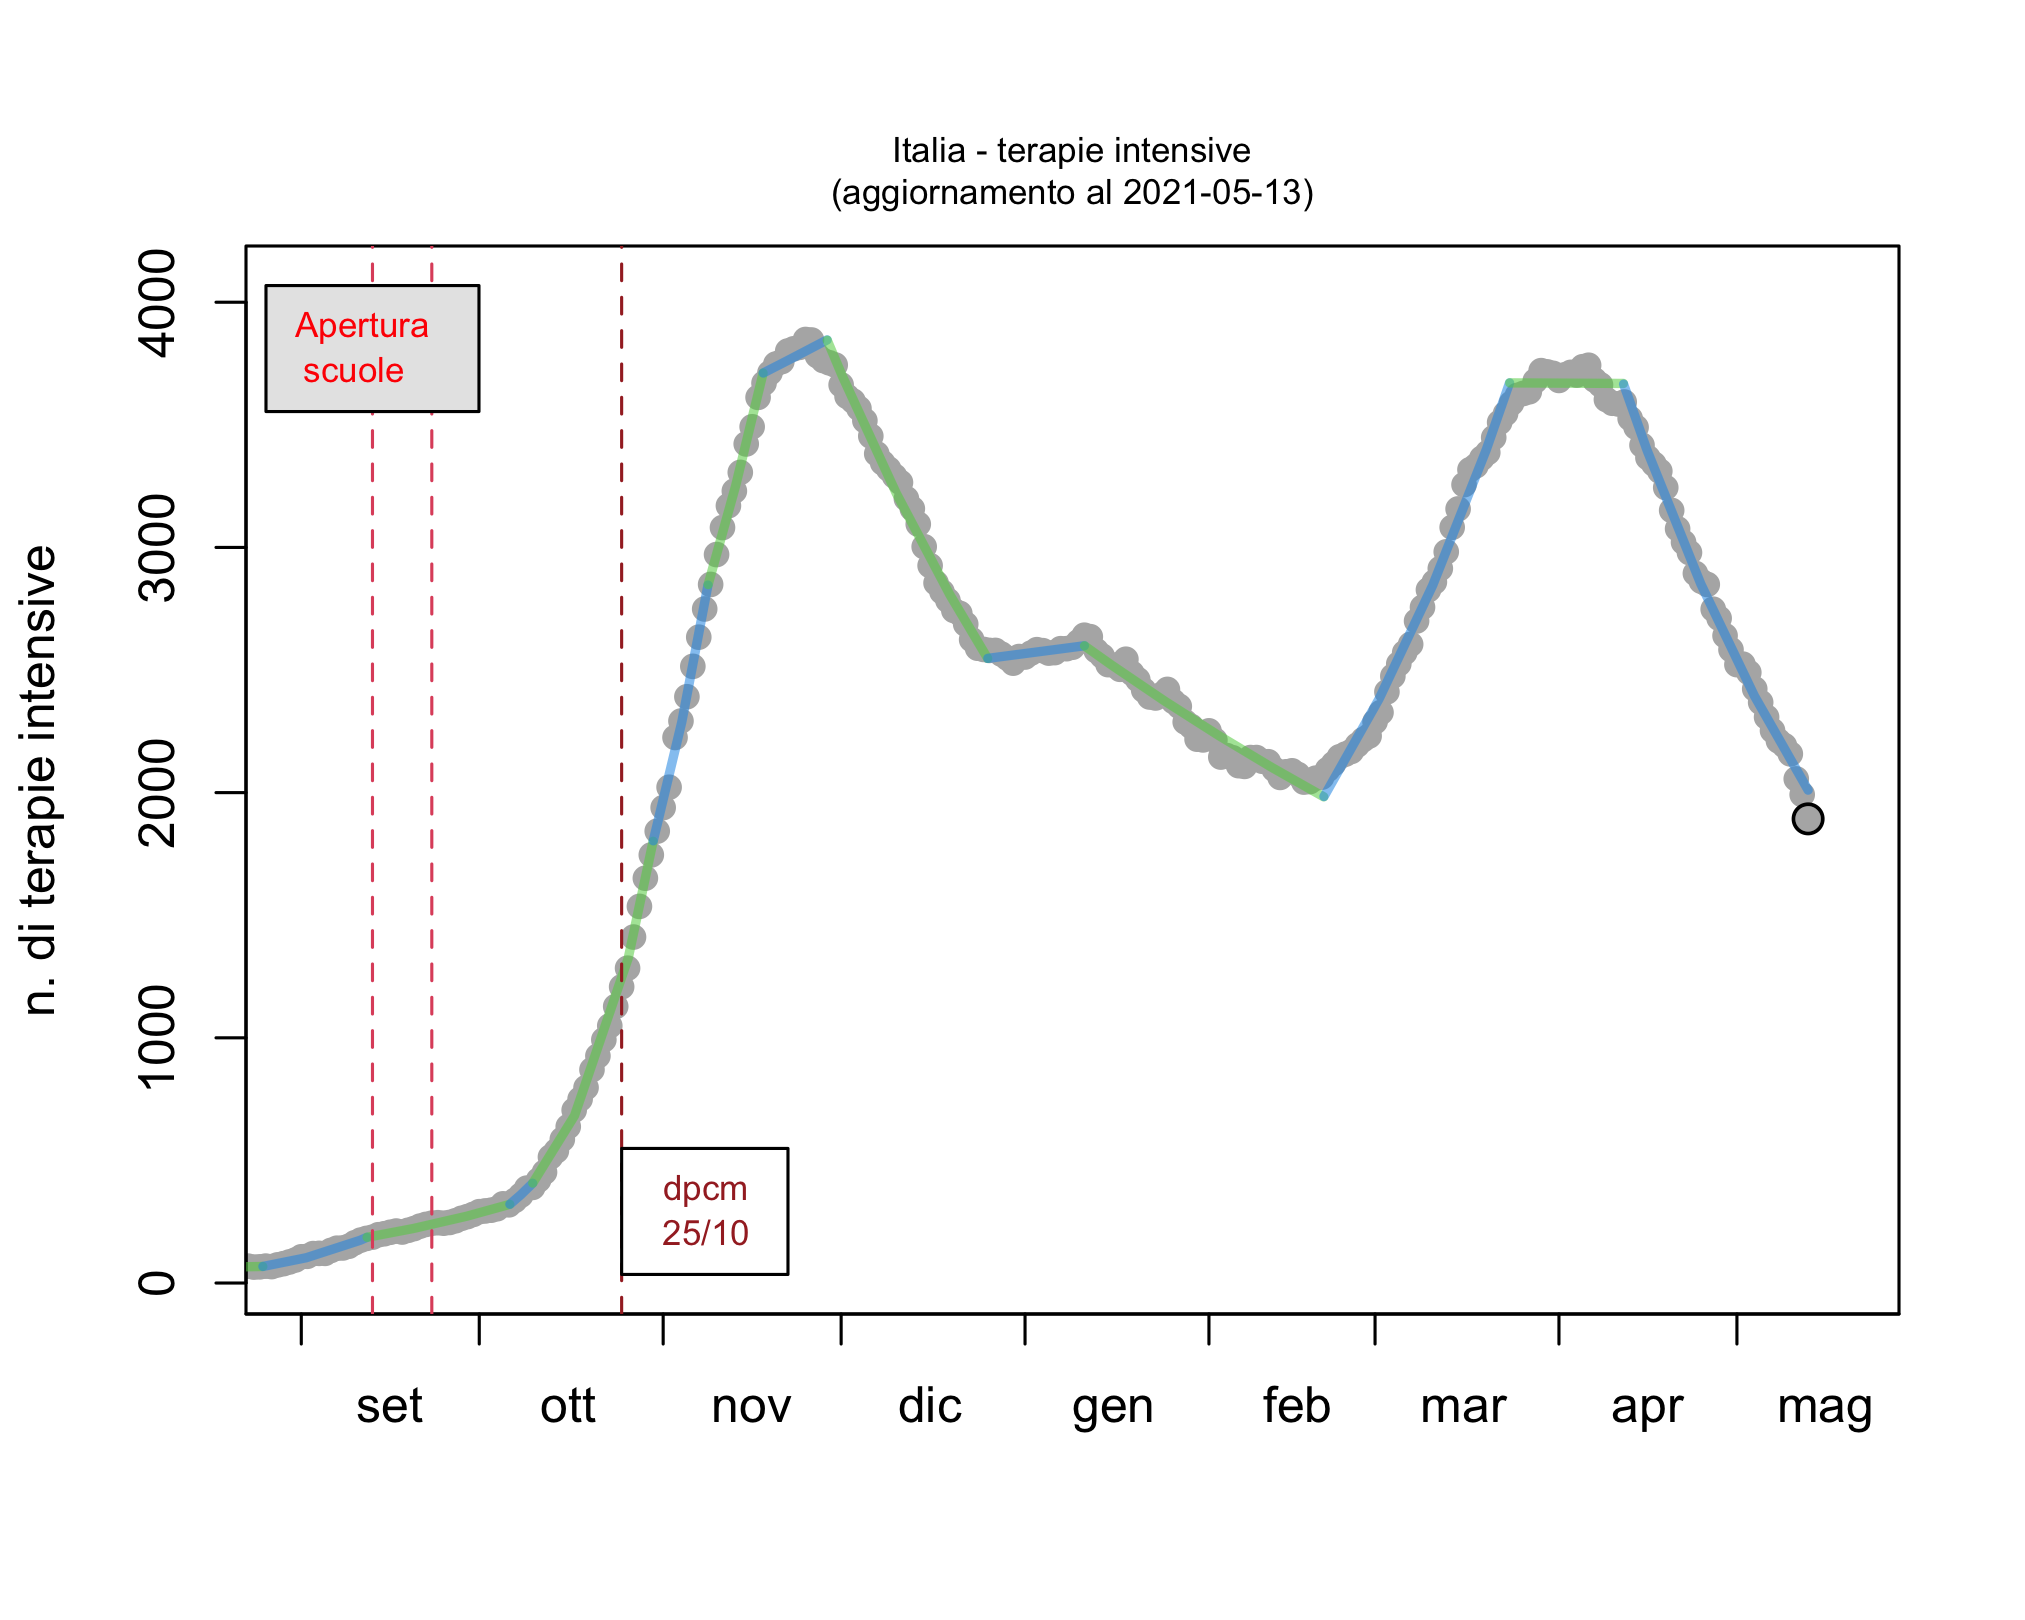 Italia - terapie intensive
(aggiornamento al 2021-05-13)
n. di terapie intensive
4000
3000
2000
1000
0
Apertura
scuole
dpcm
25/10
set ott nov dic gen feb mar apr mag